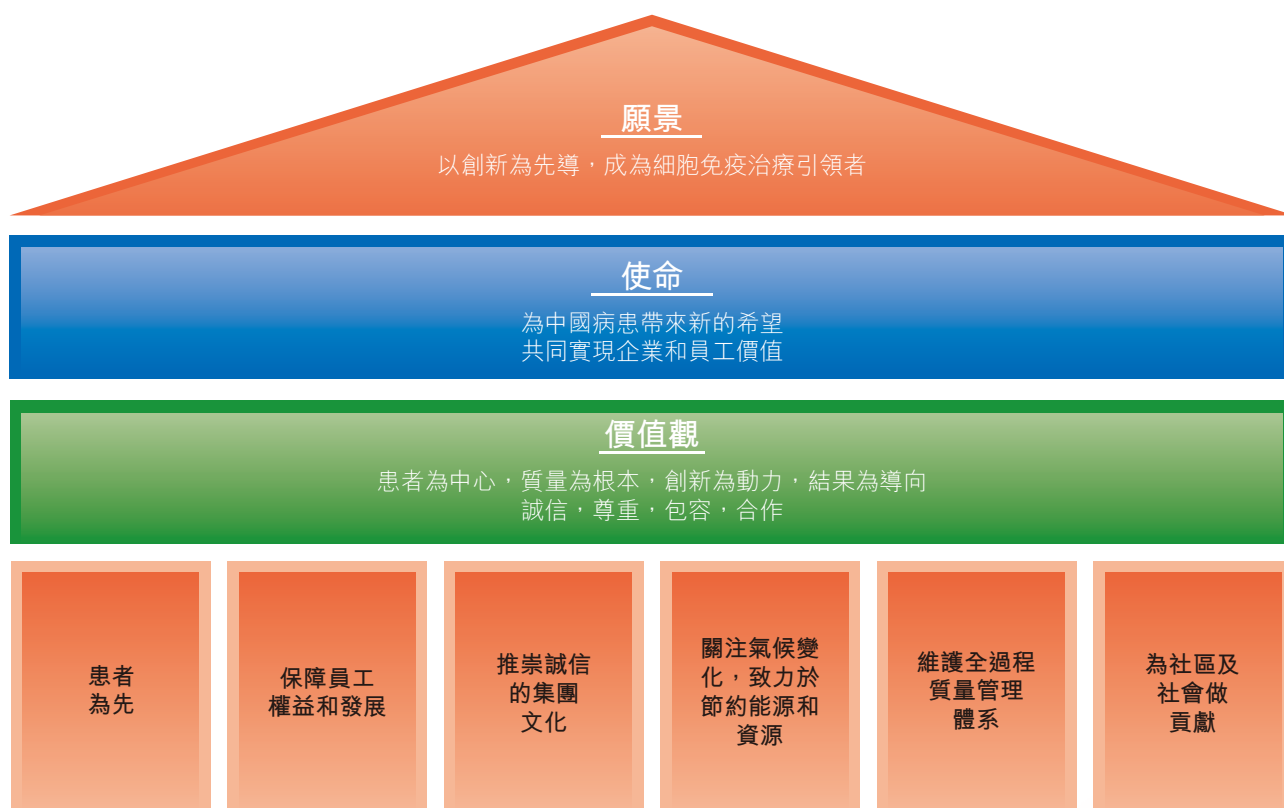 願景
以創新為先導，成為細胞免疫治療引領者
使命
為中國病患帶來新的希望
共同實現企業和員工價值
價值觀
患者為中心，質量為根本，創新為動力，結果為導向
誠信，尊重，包容，合作
患者
為先
保障員工
權益和發展
推崇誠信
的集團
文化
關注氣候變
化，致力於
節約能源和
資源
維護全過程
質量管理
體系
為社區及
社會做
貢獻